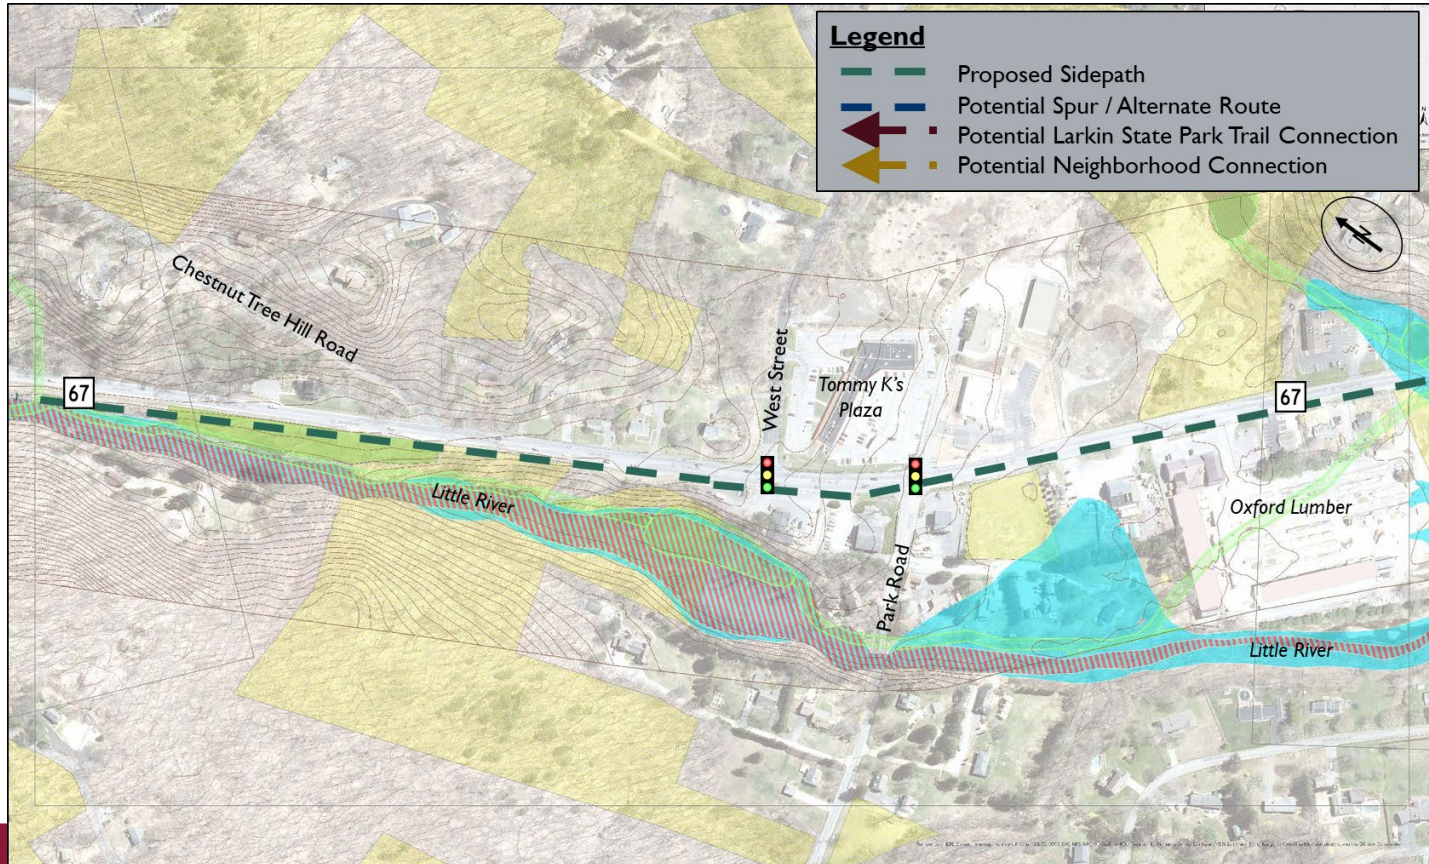 Legend
Proposed Sidepath
Potential Spur / Alternate Route
Potential Larkin State Park Trail Connection
Potential Neighborhood Connection
N
N
Chestnut Tree Hill Road
West Street
Tommy K's
Plaza
67
67
Little River
Oxford Lumber
Park Road
Little River